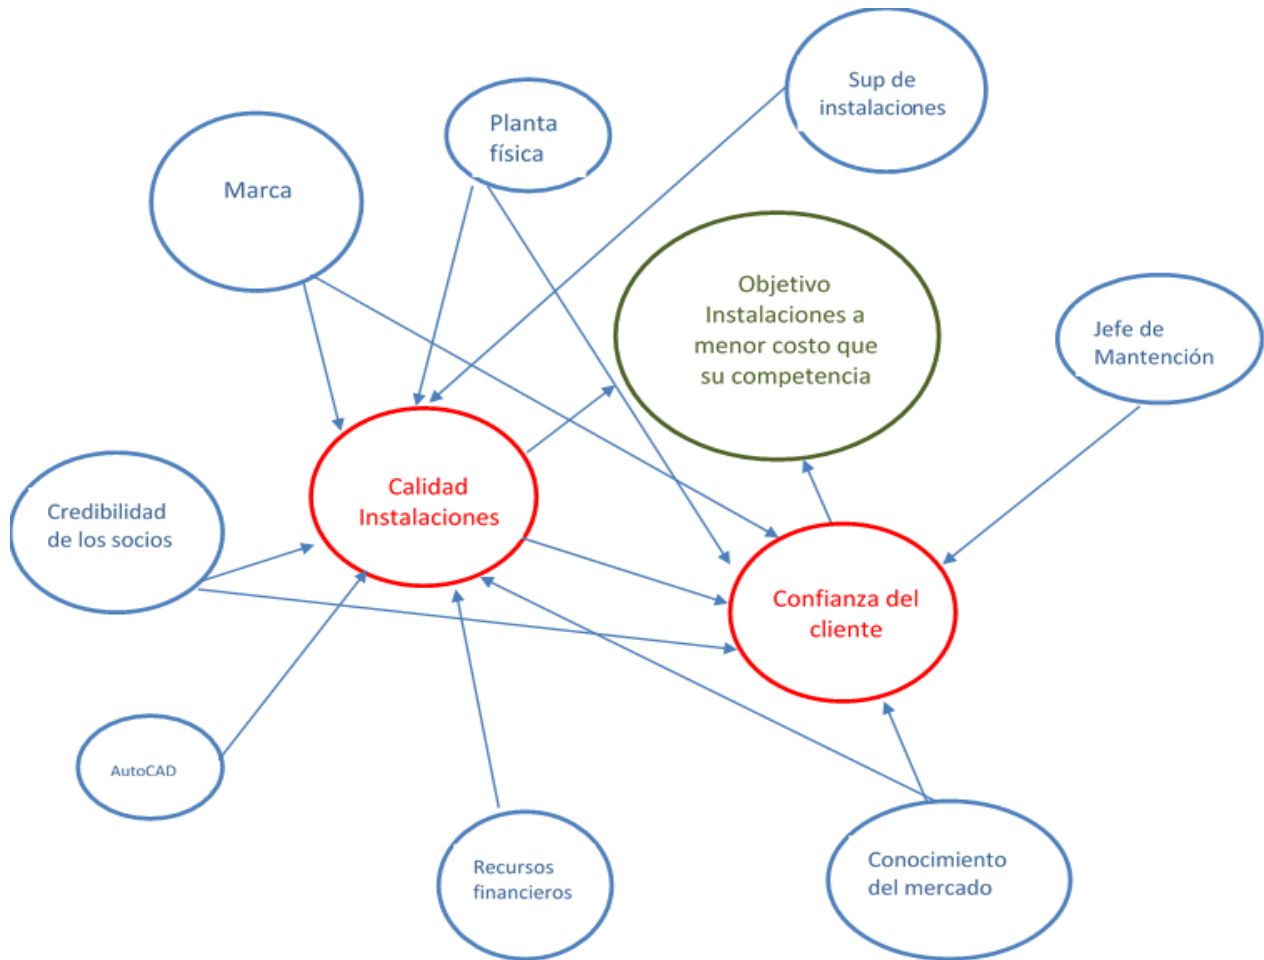 Sup de
instalaciones
Planta
física
Marca
Objetivo
Instalaciones a
menor costo que
su competencia
Jefe de
Mantención
Calidad
Instalaciones
Credibilidad
de los socios
Confianza del
cliente
AutoCAD
Recursos
financieros
Conocimiento
del mercado